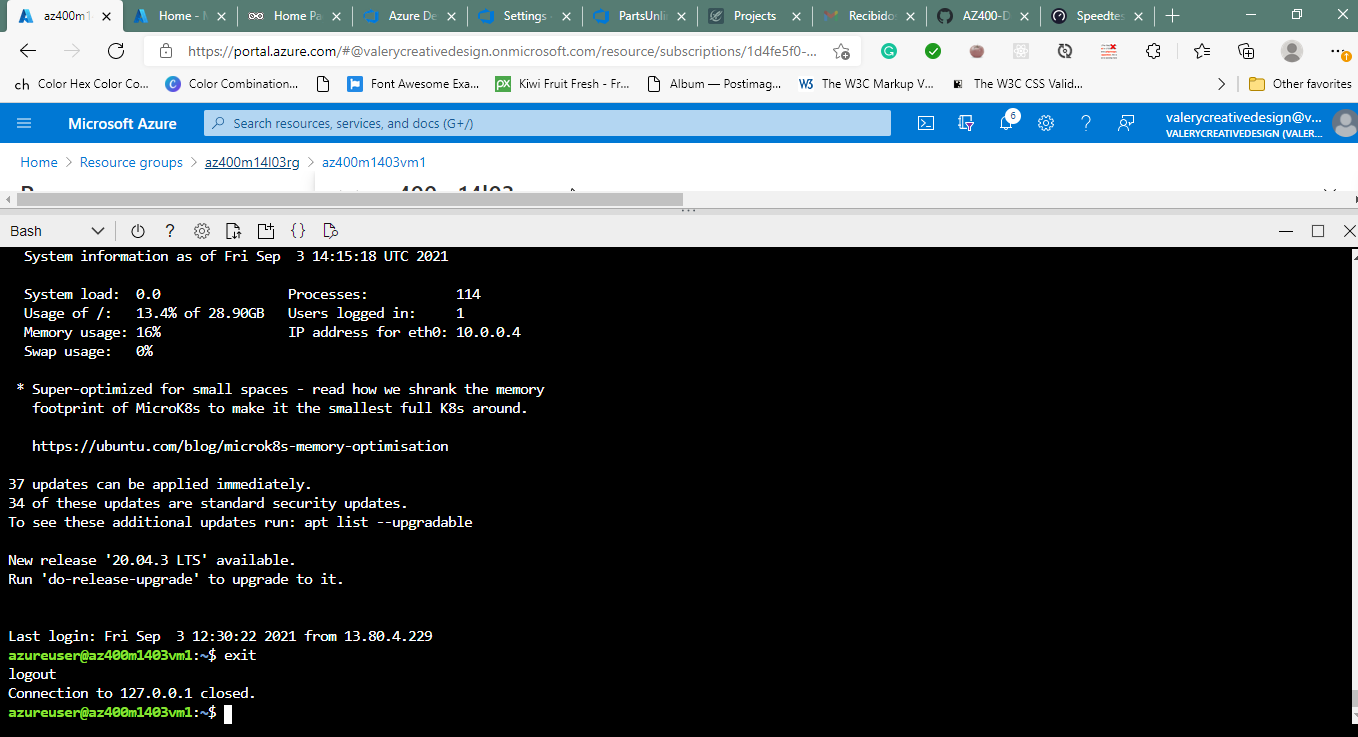 az400m1
Home - M
Home Pa
Azure De
Settings
PartsUnli
Projects
Recibidos
AZ400-D
Speedtes
https://portal.azure.com/#@valerycreativedesign.onmicrosoft.com/resource/subscriptions/1d4fe5f0-...
ch Color Hex Color Co...
C Color Combination...
Font Awesome Exa...
px Kiwi Fruit Fresh - Fr...
Album — Postimag...
W3 The W3C Markup V...
The W3C CSS Valid...
Other favorites
Microsoft Azure
Search resources, services, and docs (G+/)
6
valerycreativedesign@v...
VALERYCREATIVEDESIGN (VALER...
Home > Resource groups > az400m14l03rg > az400m1403vm1
Bash
System information as of Fri Sep  3 14:15:18 UTC 2021
System load:  0.0                Processes:           114
Usage of /:   13.4% of 28.90GB   Users logged in:     1
Memory usage: 16%                IP address for eth0: 10.0.0.4
Swap usage:   0%
* Super-optimized for small spaces - read how we shrank the memory
footprint of MicroK8s to make it the smallest full K8s around.
https://ubuntu.com/blog/microk8s-memory-optimisation
37 updates can be applied immediately.
34 of these updates are standard security updates.
To see these additional updates run: apt list --upgradable
New release '20.04.3 LTS' available.
Run 'do-release-upgrade' to upgrade to it.
Last login: Fri Sep  3 12:30:22 2021 from 13.80.4.229
azureuser@az400m1403vm1:~$ exit
logout
Connection to 127.0.0.1 closed.
azureuser@az400m1403vm1:~$